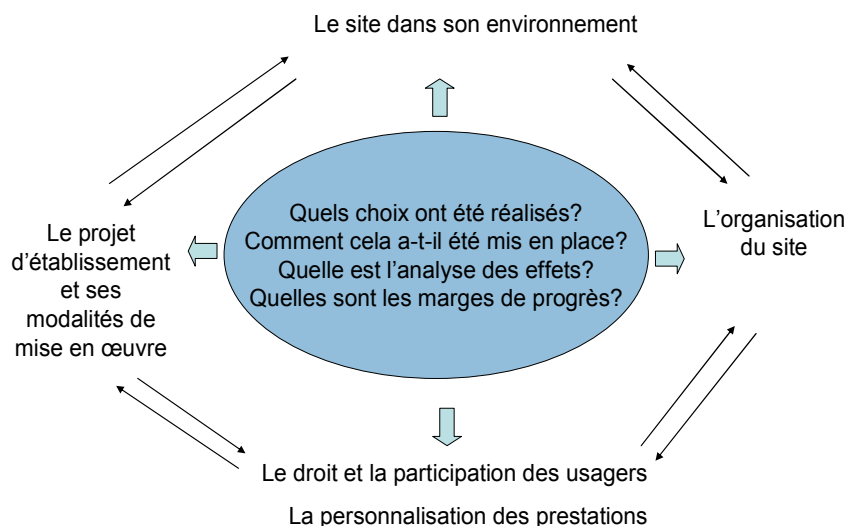 Le site dans son environnement
Quels choix ont été réalisés?
Comment cela a-t-il été mis en place?
Quelle est l’analyse des effets?
Quelles sont les marges de progrès?
Le projet
d’établissement
et ses
modalités de
mise en œuvre
L’organisation
du site
Le droit et la participation des usagers
La personnalisation des prestations